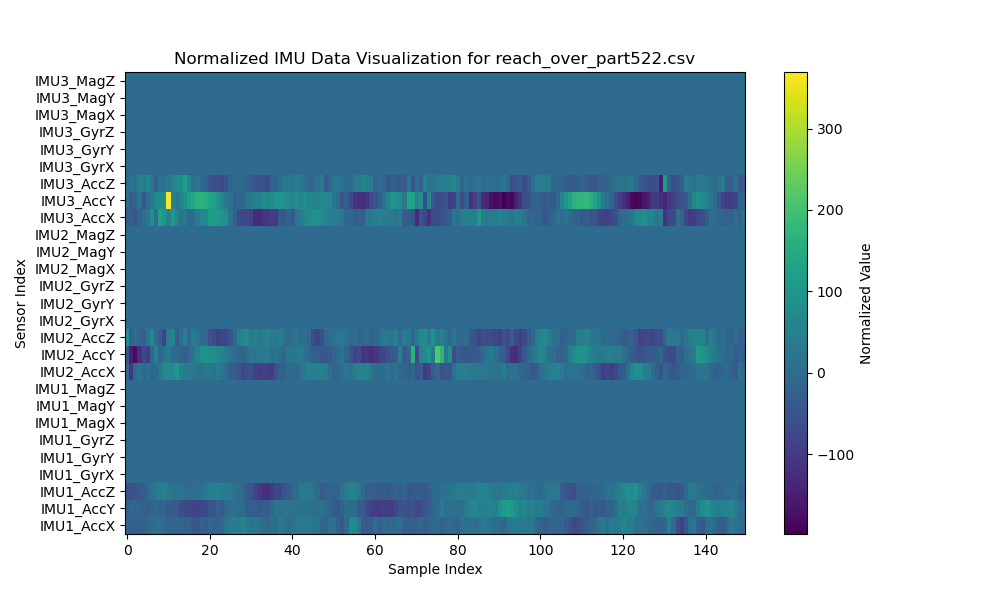 Normalized IMU Data Visualization for reach_over_part522.csv
IMU3_MagZ
IMU3_MagY
IMU3_MagX
IMU3_GyrZ
IMU3_GyrY
IMU3_GyrX
IMU3_AccZ
IMU3_AccY
IMU3_AccX
IMU2_MagZ
IMU2_MagY
IMU2_MagX
IMU2_GyrZ
IMU2_GyrY
IMU2_GyrX
IMU2_AccZ
IMU2_AccY
IMU2_AccX
IMU1_MagZ
IMU1_MagY
IMU1_MagX
IMU1_GyrZ
IMU1_GyrY
IMU1_GyrX
IMU1_AccZ
IMU1_AccY
IMU1_AccX
Sensor Index
0 20 40 60 80 100 120 140
Sample Index
300
200
100
0
−100
Normalized Value